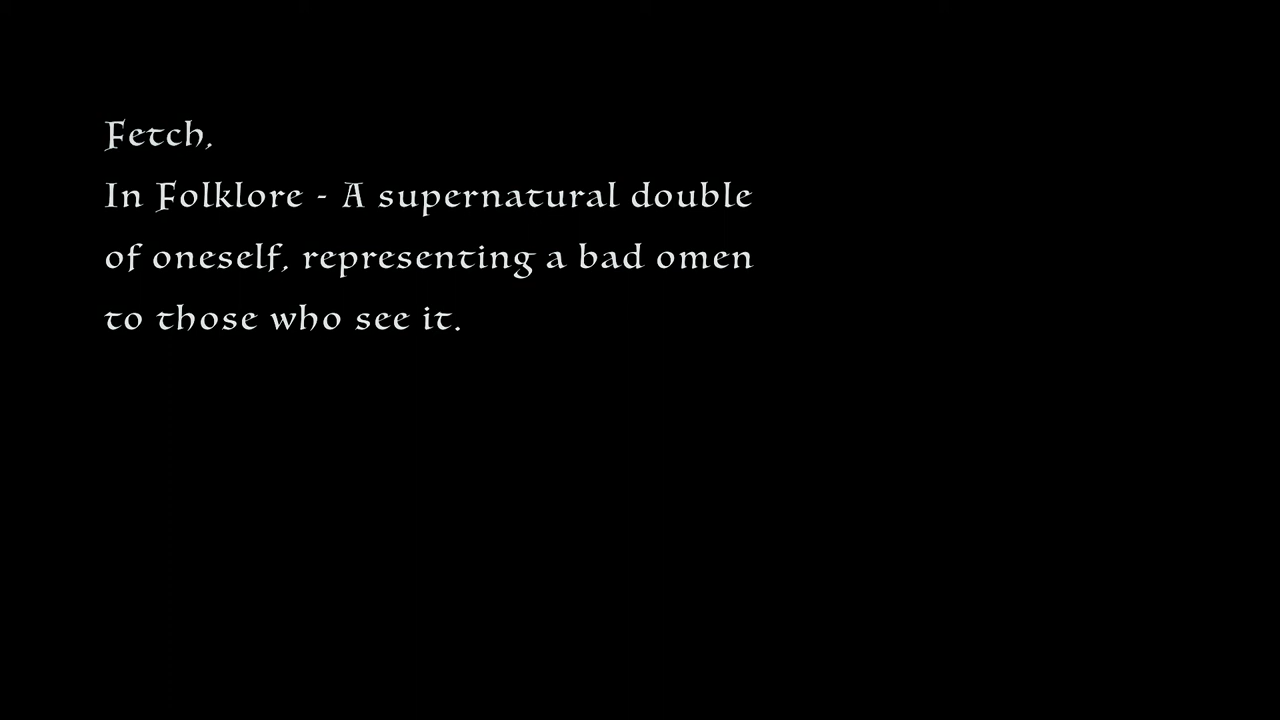 Fetch,
In Folklore - A supernatural double
of oneself, representing a bad omen
to those who see it.